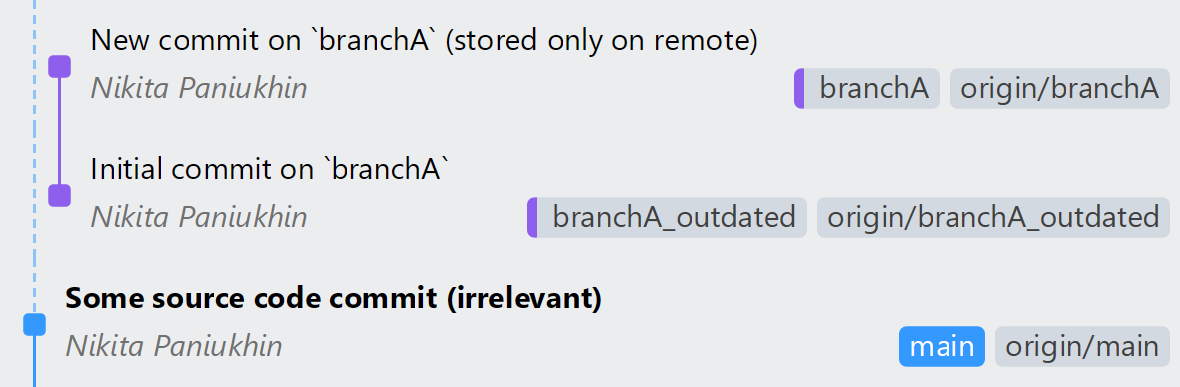 New commit on `branchA` (stored only on remote)
Nikita Paniukhin branchA origin/branchA
Initial commit on `branchA`
Nikita Paniukhin branchA_outdated origin/branchA_outdated
Some source code commit (irrelevant)
Nikita Paniukhin main origin/main